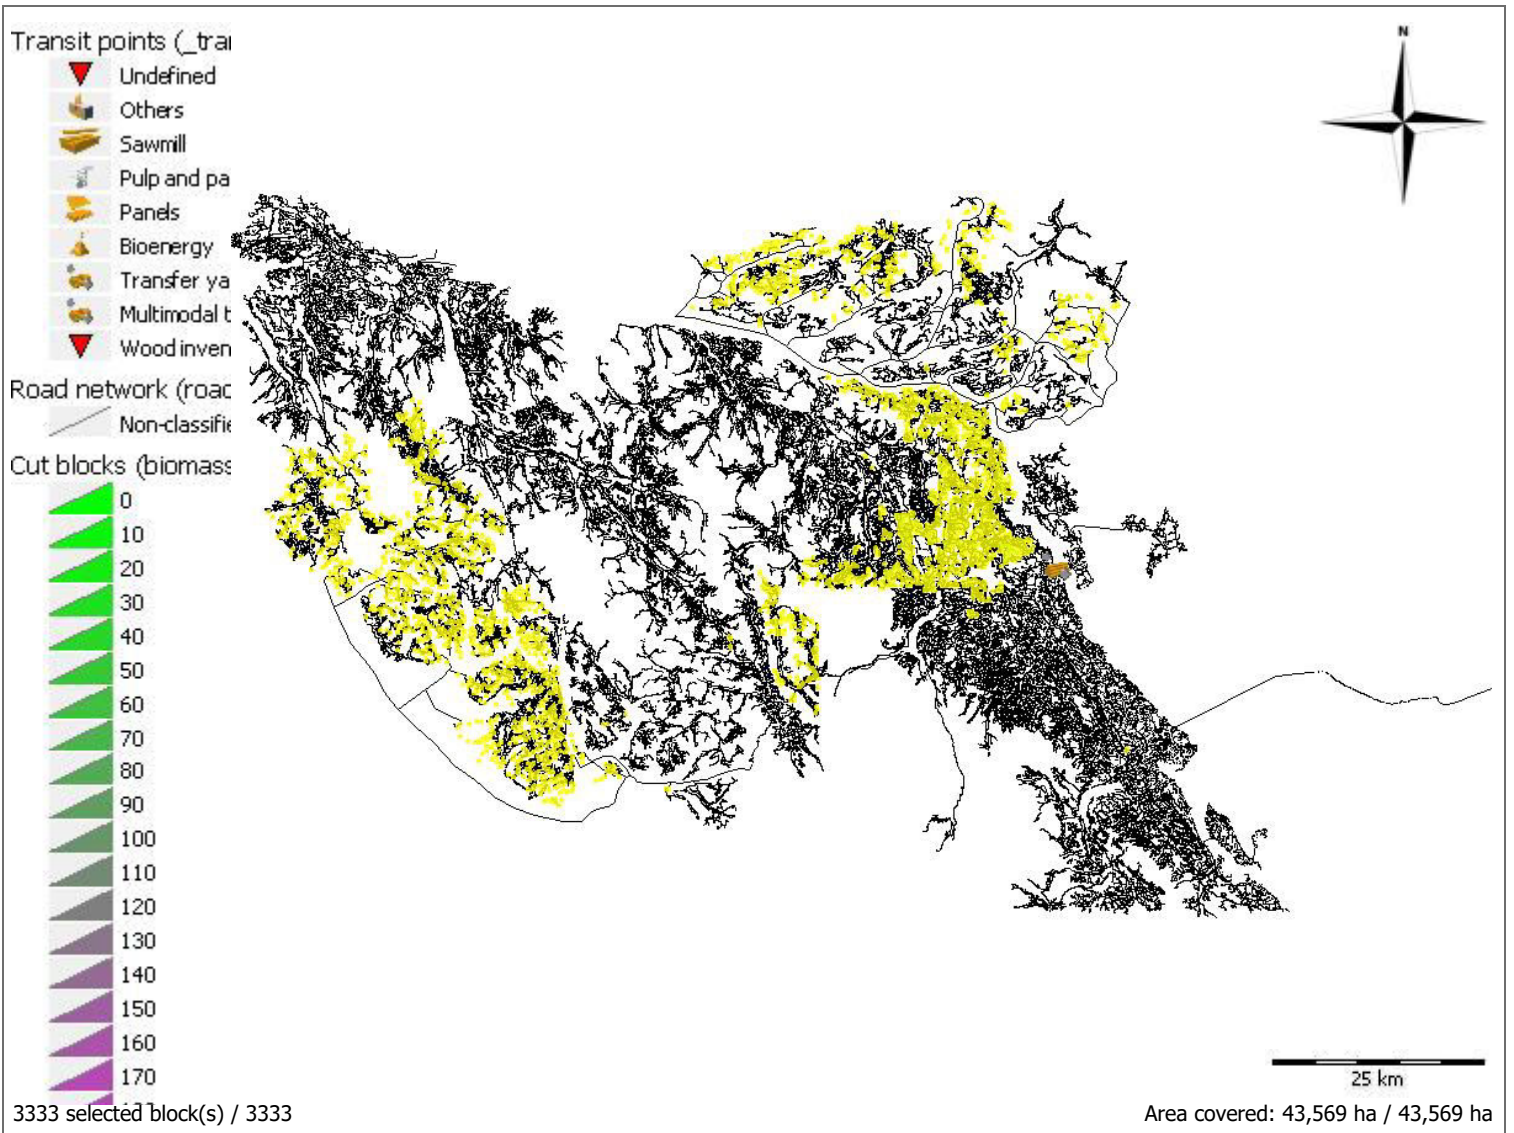 N
Transit points (_trai
Undefined
Others
Sawmill
Pulp and pa
Panels
Bioenergy
Transfer ya
Multimodal t
Wood inven
Road network (road
Non-classifie
Cut blocks (biomass
0
10
20
30
40
50
60
70
80
90
100
110
120
130
140
150
160
170
25 km
3333 selected block(s) / 3333
Area covered: 43,569 ha / 43,569 ha